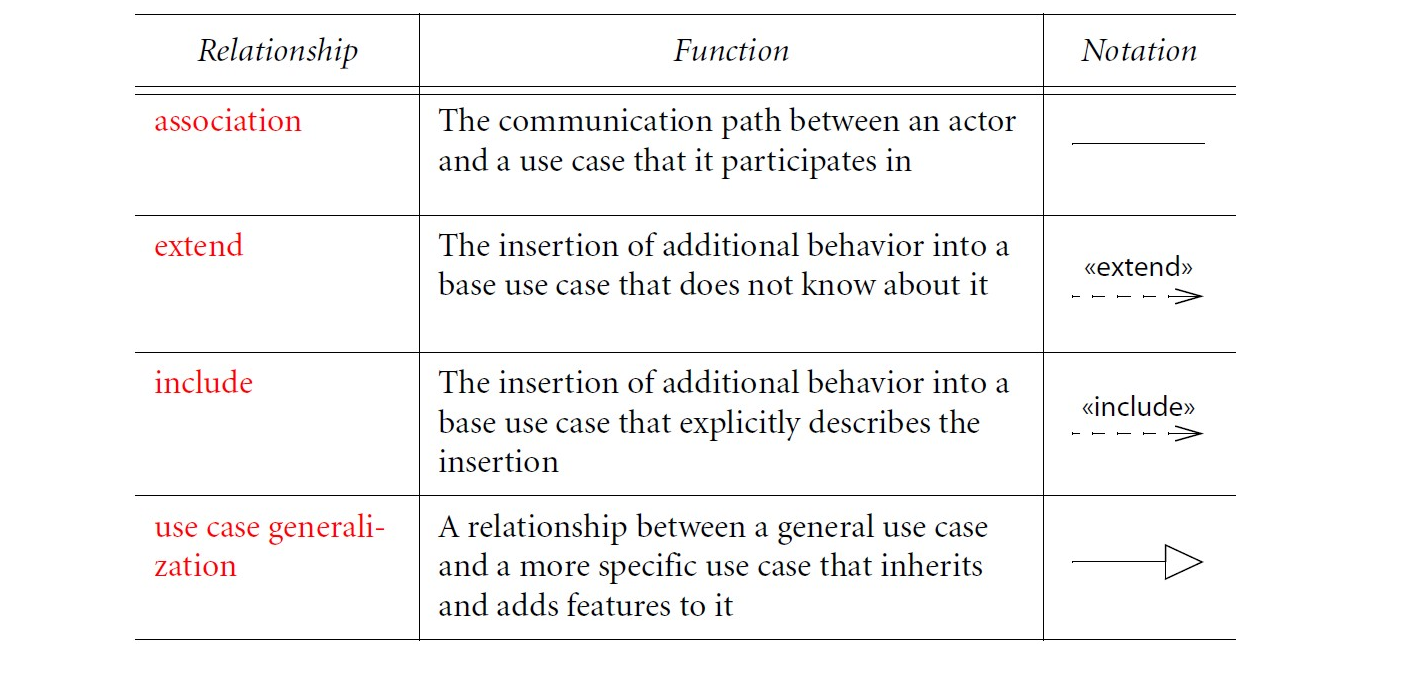 Relationship Function Notation
association The communication path between an actor
and a use case that it participates in
extend The insertion of additional behavior into a
base use case that does not know about it
«extend»
include The insertion of additional behavior into a
base use case that explicitly describes the
insertion
«include»
use case generali- A relationship between a general use case
zation and a more specific use case that inherits
and adds features to it